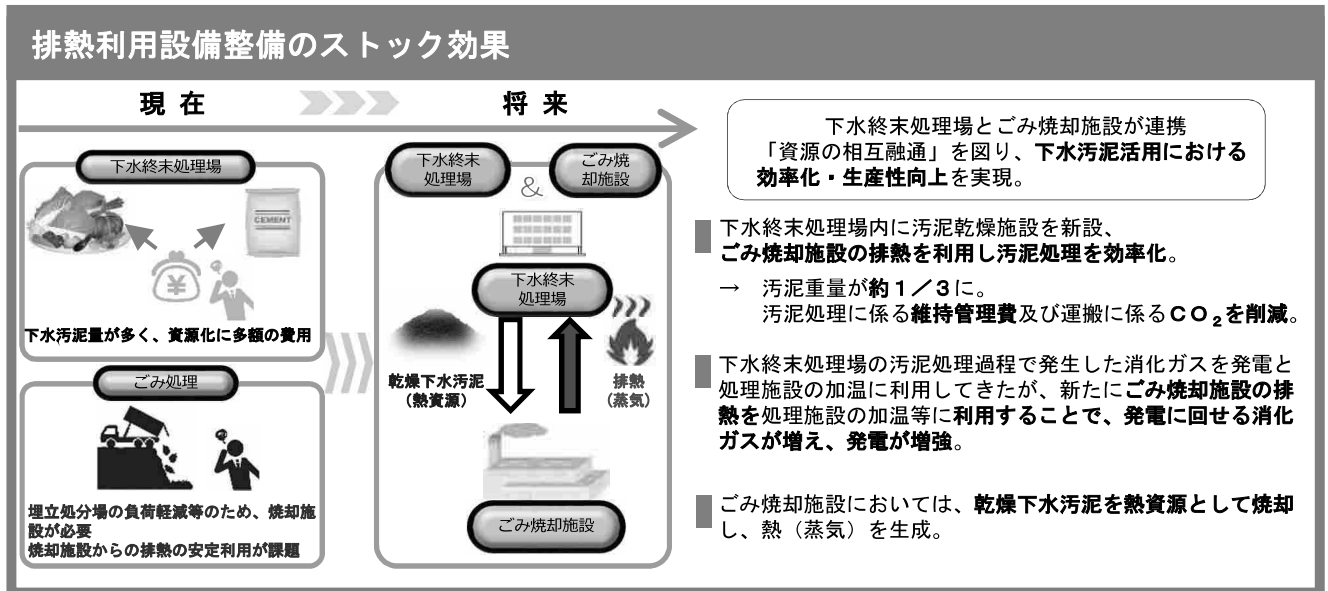 排熱利用設備整備のストック効果
現 在
将 来
下水終末処理場
CEMENT
¥
下水汚泥量が多く、資源化に多額の費用
ごみ処理
埋立処分場の負荷軽減等のため、焼却施
設が必要
焼却施設からの排熱の安定利用が課題
下水終末
処理場
&
ごみ焼
却施設
下水終末
処理場
乾燥下水汚泥
(熱資源)
排熱
(蒸気)
ごみ焼却施設
下水終末処理場とごみ焼却施設が連携
「資源の相互融通」を図り、下水汚泥活用における
効率化・生産性向上を実現。
下水終末処理場内に汚泥乾燥施設を新設、
ごみ焼却施設の排熱を利用し汚泥処理を効率化。
→ 汚泥重量が約1/3に。
汚泥処理に係る維持管理費及び運搬に係るCO₂を削減。
下水終末処理場の汚泥処理過程で発生した消化ガスを発電と
処理施設の加温に利用してきたが、新たにごみ焼却施設の排
熱を処理施設の加温等に利用することで、発電に回せる消化
ガスが増え、発電が増強。
ごみ焼却施設においては、乾燥下水汚泥を熱資源として焼却
し、熱（蒸気）を生成。